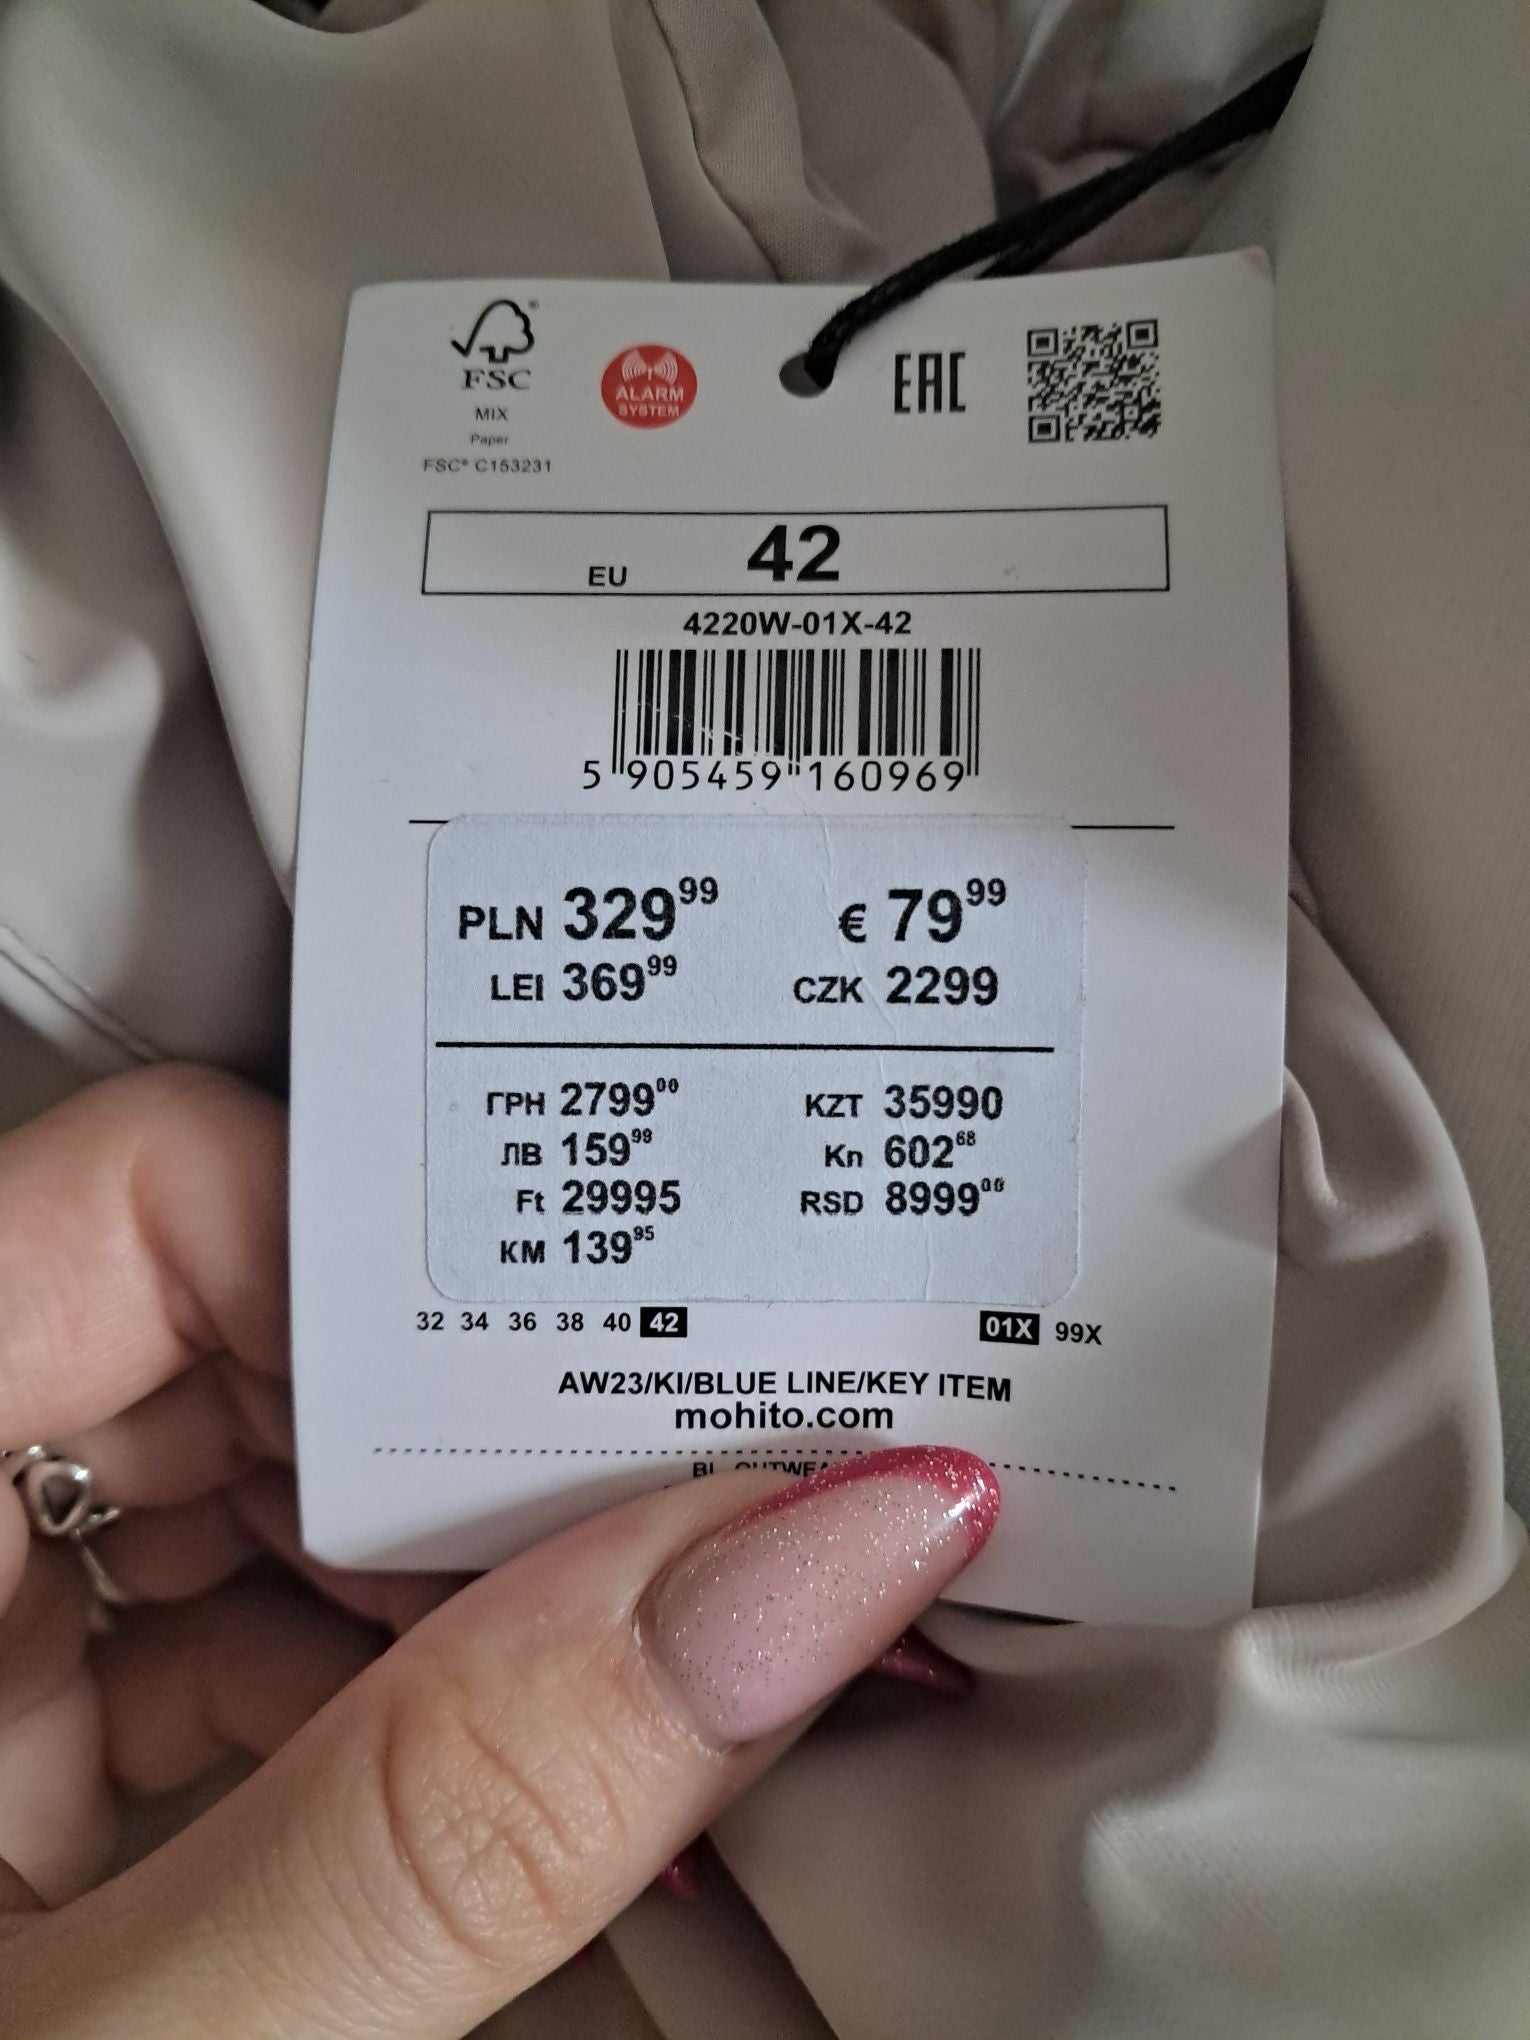 FSC®
MIX
Paper
FSC® C153231
ALARM
SYSTEM
EAC
EU 42
4220W-01X-42
5 905459 160969
PLN 329⁹⁹ € 79⁹⁹
LEI 369⁹⁹ CZK 2299
ГРН 2799⁰⁰ KZT 35990
ЛВ 159⁹⁹ Kn 602⁶⁸
Ft 29995 RSD 8999⁰⁰
KM 139⁹⁵
32 34 36 38 40 42 01X 99X
AW23/KI/BLUE LINE/KEY ITEM
mohito.com